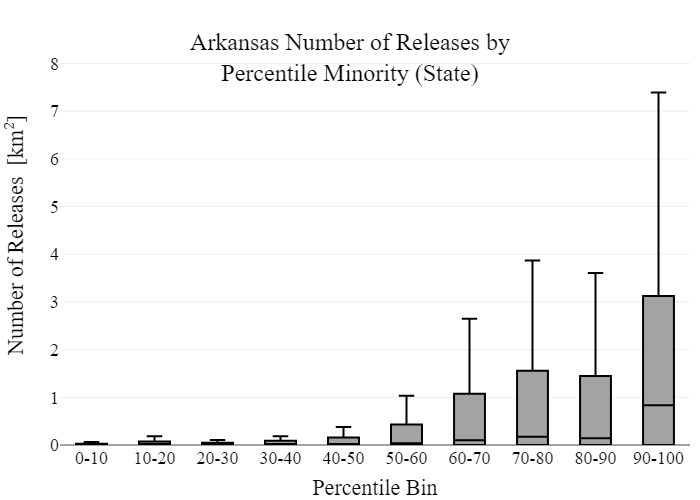 Arkansas Number of Releases by
Percentile Minority (State)
Number of Releases [km²]
8
7
6
5
4
3
2
1
0
0-10 10-20 20-30 30-40 40-50 50-60 60-70 70-80 80-90 90-100
Percentile Bin